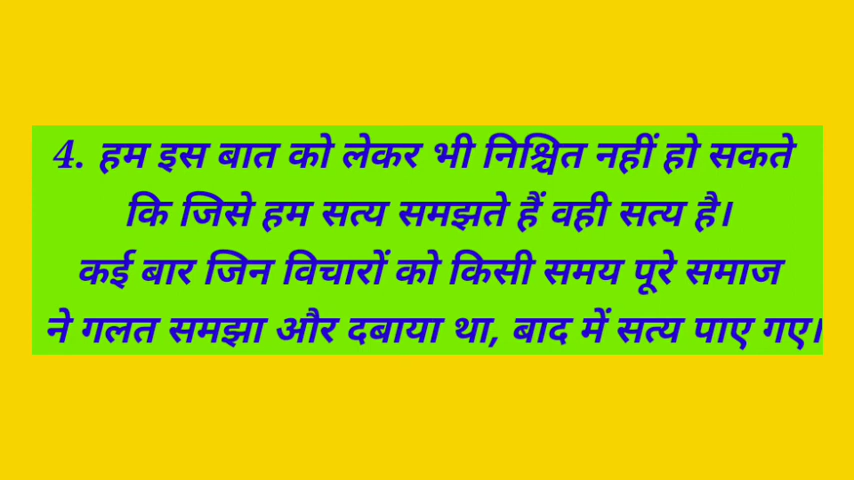 4. हम इस बात को लेकर भी निश्चित नहीं हो सकते
कि जिसे हम सत्य समझते हैं वही सत्य है।
कई बार जिन विचारों को किसी समय पूरे समाज
ने गलत समझा और दबाया था, बाद में सत्य पाए गए।